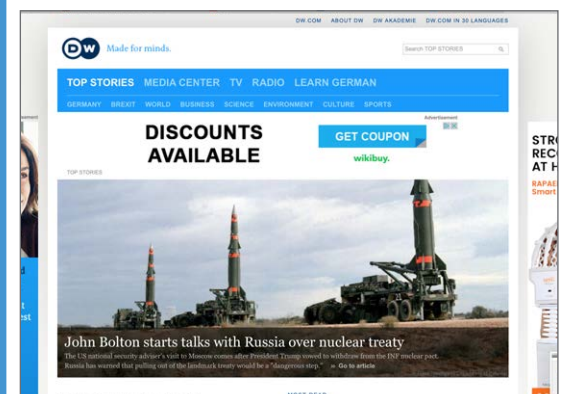 DW.COM ABOUT DW DW AKADEMIE DW.COM IN 30 LANGUAGES
DW Made for minds.
Search TOP STORIES
TOP STORIES MEDIA CENTER TV RADIO LEARN GERMAN
GERMANY BREXIT WORLD BUSINESS SCIENCE ENVIRONMENT CULTURE SPORTS
Advertisement
DISCOUNTS
AVAILABLE
GET COUPON
wikibuy.
TOP STORIES
STR
REC
AT H
RAPAE
Smart
John Bolton starts talks with Russia over nuclear treaty
The US national security adviser's visit to Moscow comes after President Trump vowed to withdraw from the INF nuclear pact.
Russia has warned that pulling out of the landmark treaty would be a "dangerous step." » Go to article
MOST READ